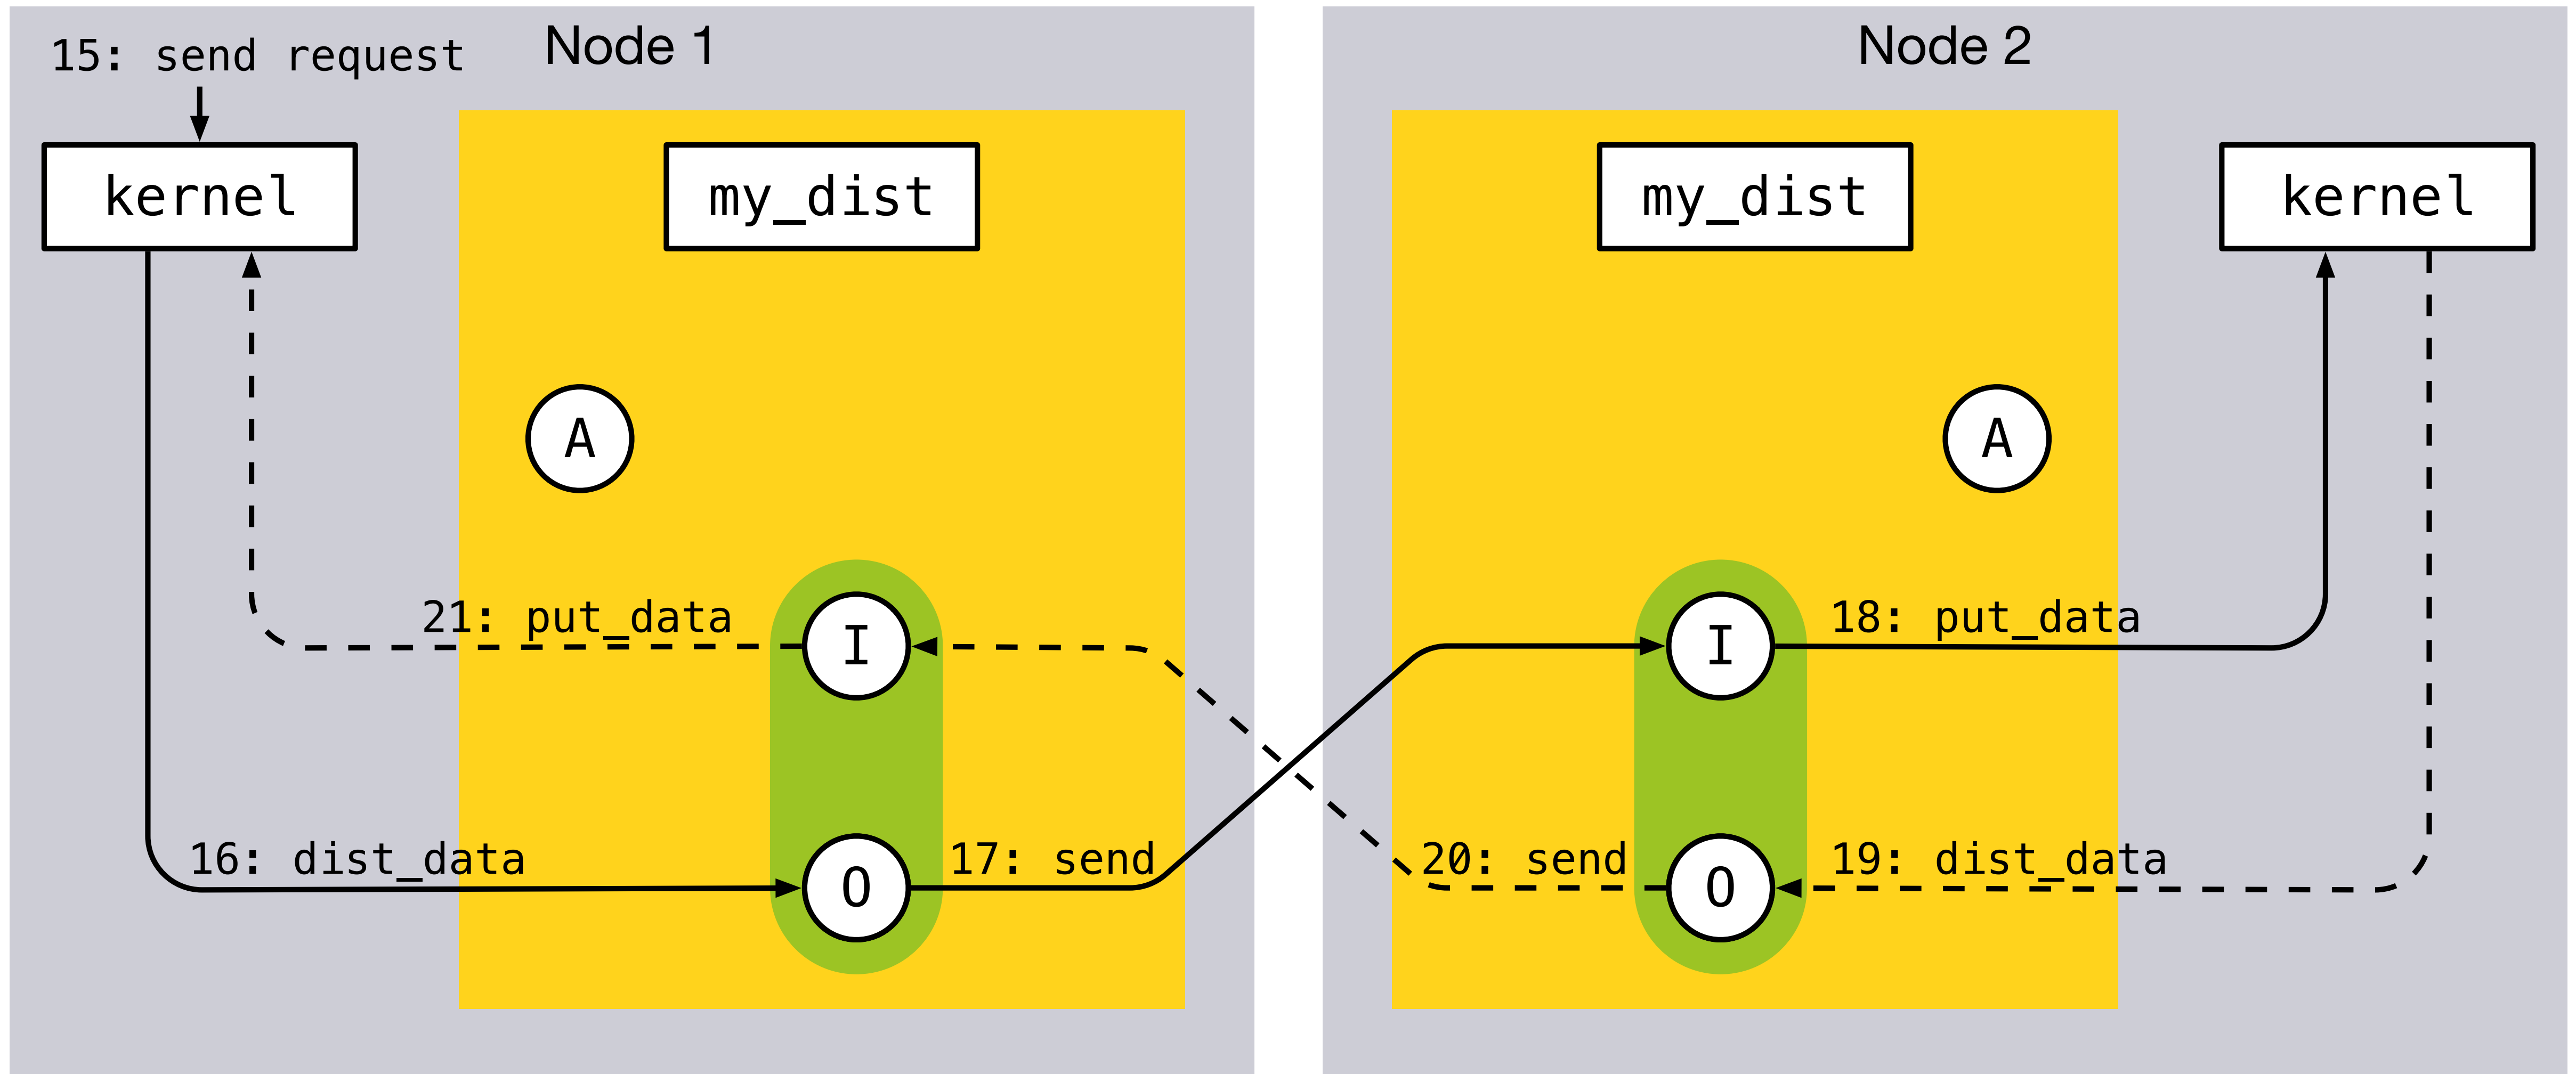 15: send request
Node 1
Node 2
kernel
my_dist
my_dist
kernel
A
A
21: put_data
I
I
18: put_data
16: dist_data
O
17: send
20: send
O
19: dist_data